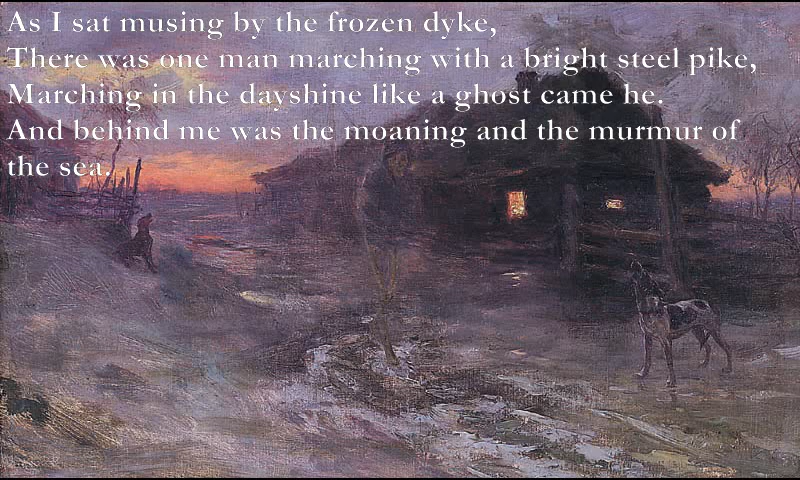 As I sat musing by the frozen dyke,
There was one man marching with a bright steel pike,
Marching in the dayshine like a ghost came he.
And behind me was the moaning and the murmur of
the sea.